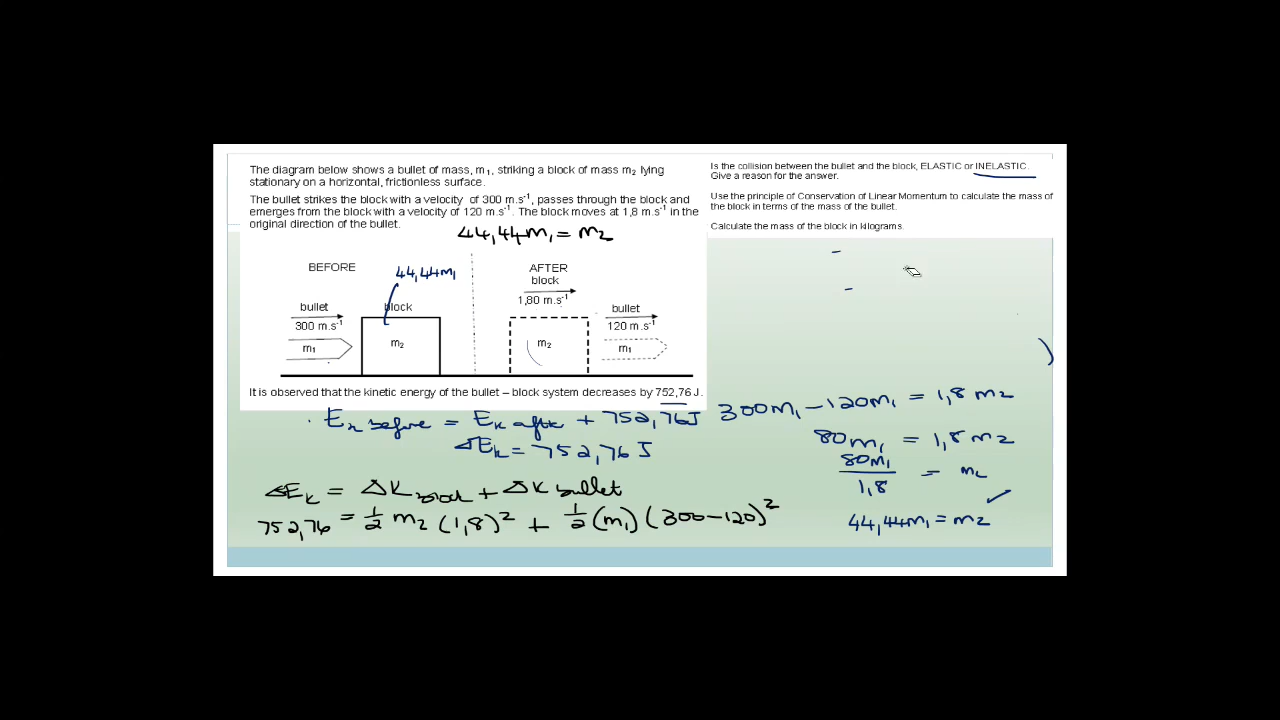 The diagram below shows a bullet of mass, m₁, striking a block of mass m₂ lying
stationary on a horizontal, frictionless surface.
The bullet strikes the block with a velocity of 300 m.s⁻¹, passes through the block and
emerges from the block with a velocity of 120 m.s⁻¹. The block moves at 1,8 m.s⁻¹ in the
original direction of the bullet.
44,44m₁ = m₂
BEFORE
44,44m₁
AFTER
block
1,80 m.s⁻¹
bullet
block
bullet
300 m.s⁻¹
120 m.s⁻¹
m₁
m₂
m₂
m₁
It is observed that the kinetic energy of the bullet – block system decreases by 752,76 J.
Ek before = Ek after + 752,76J
ΔEk = 752,76J
ΔEk = ΔK block + ΔK bullet
752,76 = ½ m₂ (1,8)² + ½ (m₁) (300-120)²
Is the collision between the bullet and the block, ELASTIC or INELASTIC.
Give a reason for the answer.
Use the principle of Conservation of Linear Momentum to calculate the mass of
the block in terms of the mass of the bullet.
Calculate the mass of the block in kilograms.
300m₁ - 120m₁ = 1,8m₂
80m₁ = 1,8m₂
80m₁ / 1,8 = m₂
44,44m₁ = m₂